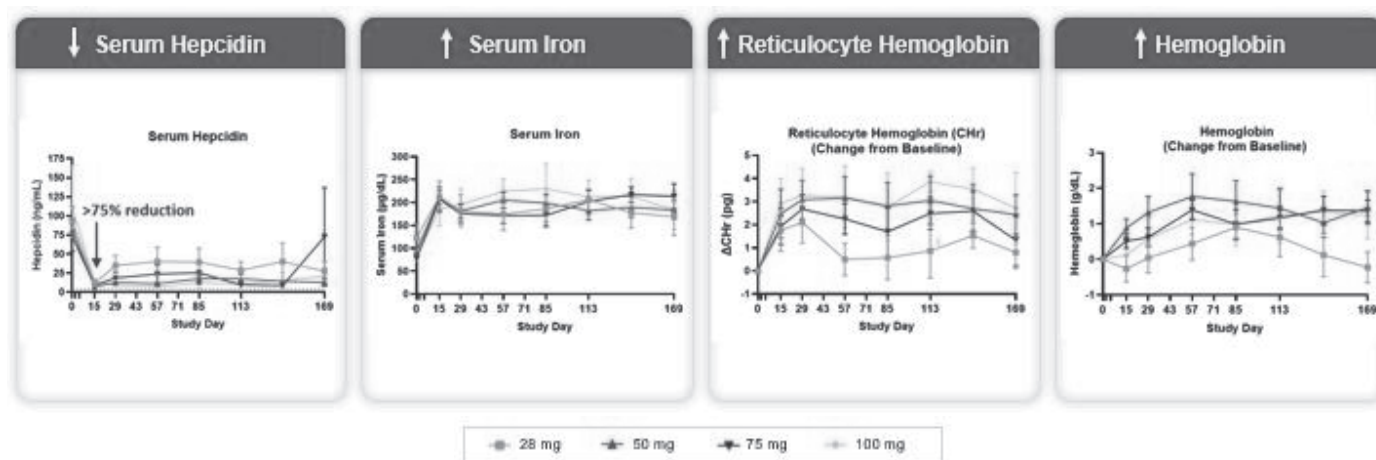 ↓ Serum Hepcidin
↑ Serum Iron
↑ Reticulocyte Hemoglobin
↑ Hemoglobin
Serum Hepcidin
Hepcidin (ng/mL)
175
150
125
100
75
50
25
0
>75% reduction
0 15 29 43 57 71 85 113 169
Study Day
Serum Iron
Serum Iron (µg/dL)
300
250
200
150
100
50
0
0 15 29 43 57 71 85 113 169
Study Day
Reticulocyte Hemoglobin (CHr)
(Change from Baseline)
ΔCHr (pg)
5
4
3
2
1
0
-1
0 15 29 43 57 71 85 113 169
Study Day
Hemoglobin
(Change from Baseline)
Hemoglobin (g/dL)
3
2
1
0
-1
0 15 29 43 57 71 85 113 169
Study Day
28 mg 50 mg 75 mg 100 mg